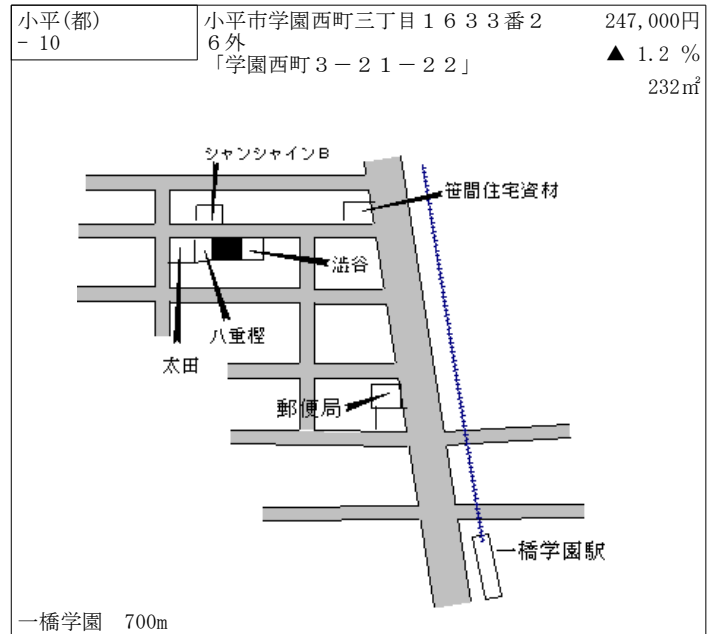 小平(都)
- 10
小平市学園西町三丁目１６３３番２
６外
「学園西町３－２１－２２」
247,000円
▲ 1.2 %
232㎡
シャンシャインＢ
笹間住宅資材
澁谷
八重樫
太田
郵便局
一橋学園駅
一橋学園　700m